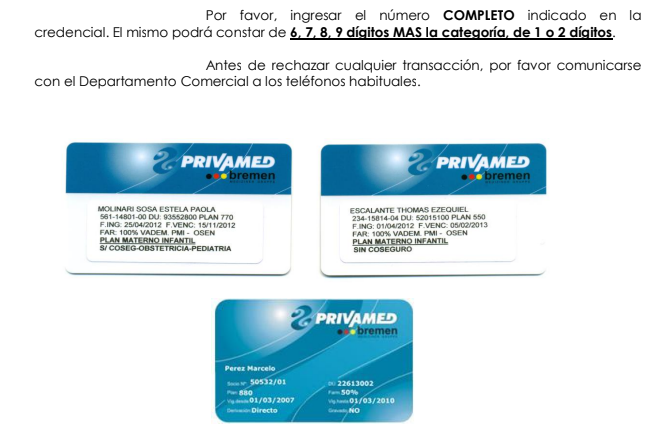 Por favor, ingresar el número COMPLETO indicado en la
credencial. El mismo podrá constar de 6, 7, 8, 9 dígitos MAS la categoría, de 1 o 2 dígitos.
Antes de rechazar cualquier transacción, por favor comunicarse
con el Departamento Comercial a los teléfonos habituales.
PRIVAMED
bremen
MOLINARI SOSA ESTELA PAOLA
561-14801-00 DU: 93552800 PLAN 770
F.ING: 25/04/2012 F.VENC: 15/11/2012
FAR: 100% VADEM. PMI - OSEN
PLAN MATERNO INFANTIL
S/ COSEG-OBSTETRICIA-PEDIATRIA
PRIVAMED
bremen
ESCALANTE THOMAS EZEQUIEL
234-15814-04 DU: 52015100 PLAN 550
F.ING: 01/04/2012 F.VENC: 05/02/2013
FAR: 100% VADEM. PMI - OSEN
PLAN MATERNO INFANTIL
SIN COSEGURO
PRIVAMED
bremen
Perez Marcelo
Socio Nº 50532/01 DU 22613002
Plan 880 Farm 50%
Vig.desde 01/03/2007 Vig.hasta 01/03/2010
Derivación Directo Gravado NO